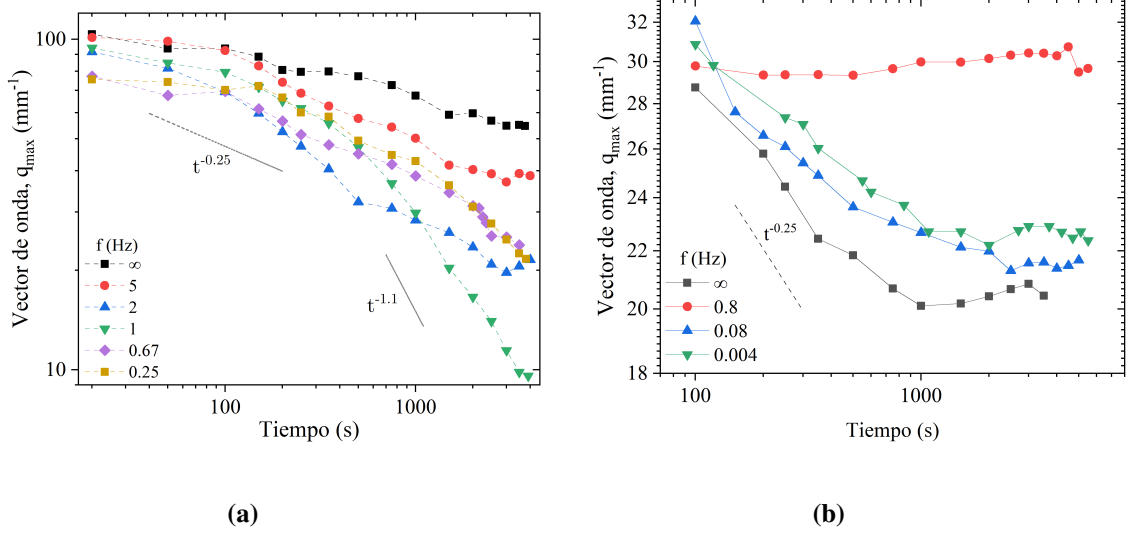 100
10
Vector de onda, q_max (mm^-1)
t^-0.25
t^-1.1
f (Hz)
∞
5
2
1
0.67
0.25
100
1000
Tiempo (s)
(a)
32
30
28
26
24
22
20
18
Vector de onda, q_max (mm^-1)
t^-0.25
f (Hz)
∞
0.8
0.08
0.004
100
1000
Tiempo (s)
(b)